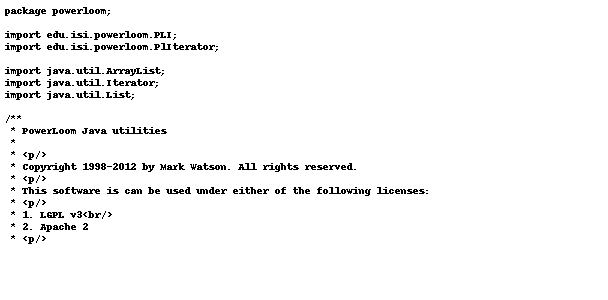 package powerloom;

import edu.isi.powerloom.PLI;
import edu.isi.powerloom.PlIterator;

import java.util.ArrayList;
import java.util.Iterator;
import java.util.List;

/**
 * PowerLoom Java utilities
 *
 * <p/>
 * Copyright 1998-2012 by Mark Watson. All rights reserved.
 * <p/>
 * This software is can be used under either of the following licenses:
 * <p/>
 * 1. LGPL v3<br/>
 * 2. Apache 2
 * <p/>